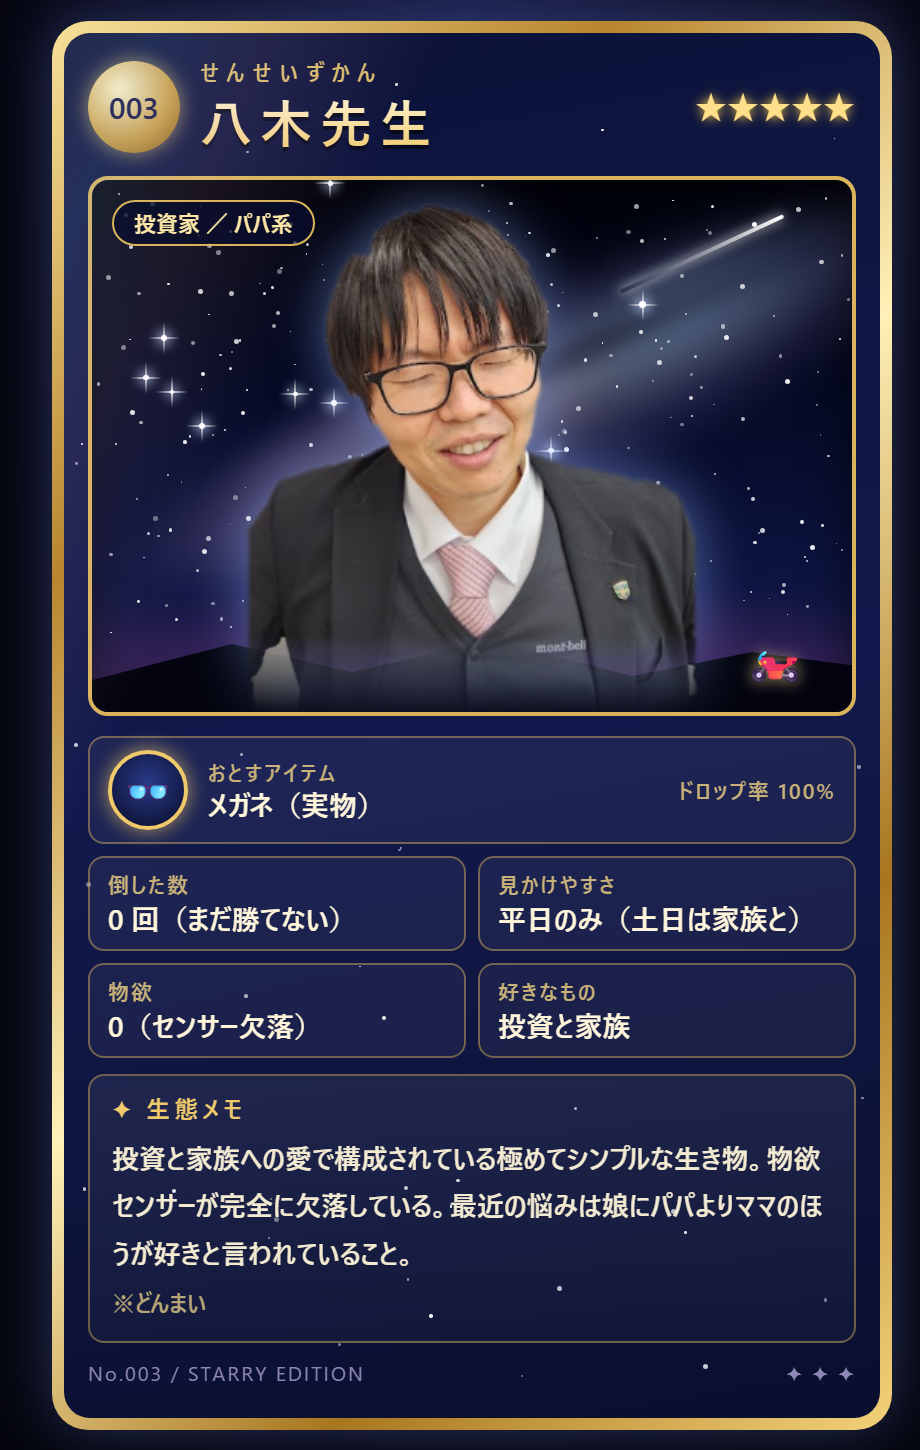 003
せんせいずかん
八木先生
★★★★★
投資家 ／ パパ系
mont-bell
おとすアイテム
メガネ（実物）
ドロップ率 100%
倒した数
0 回（まだ勝てない）
見かけやすさ
平日のみ（土日は家族と）
物欲
0（センサー欠落）
好きなもの
投資と家族
✦ 生態メモ
投資と家族への愛で構成されている極めてシンプルな生き物。物欲
センサーが完全に欠落している。最近の悩みは娘にパパよりママのほ
うが好きと言われていること。
※どんまい
No.003 / STARRY EDITION
✦ ✦ ✦